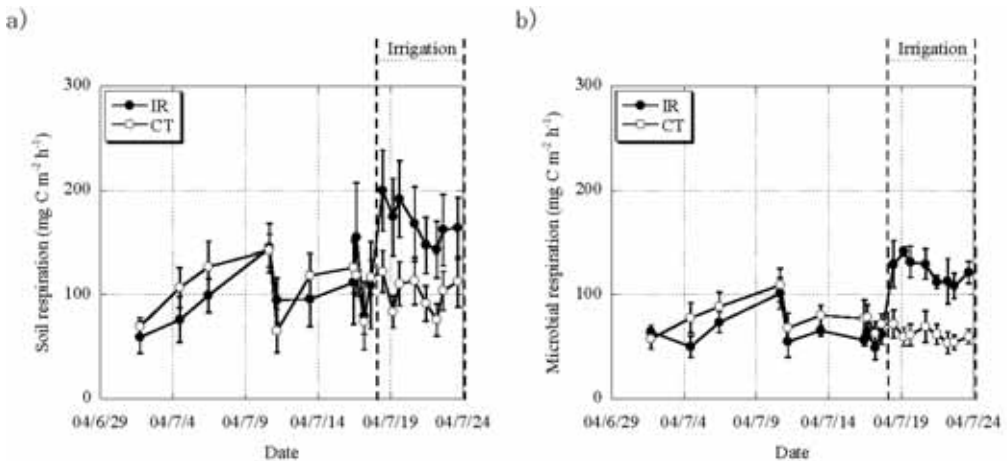 a)
Irrigation
300
IR
CT
200
100
0
Soil respiration (mg C m⁻² h⁻¹)
04/6/29 04/7/4 04/7/9 04/7/14 04/7/19 04/7/24
Date
b)
Irrigation
300
IR
CT
200
100
0
Microbial respiration (mg C m⁻² h⁻¹)
04/6/29 04/7/4 04/7/9 04/7/14 04/7/19 04/7/24
Date